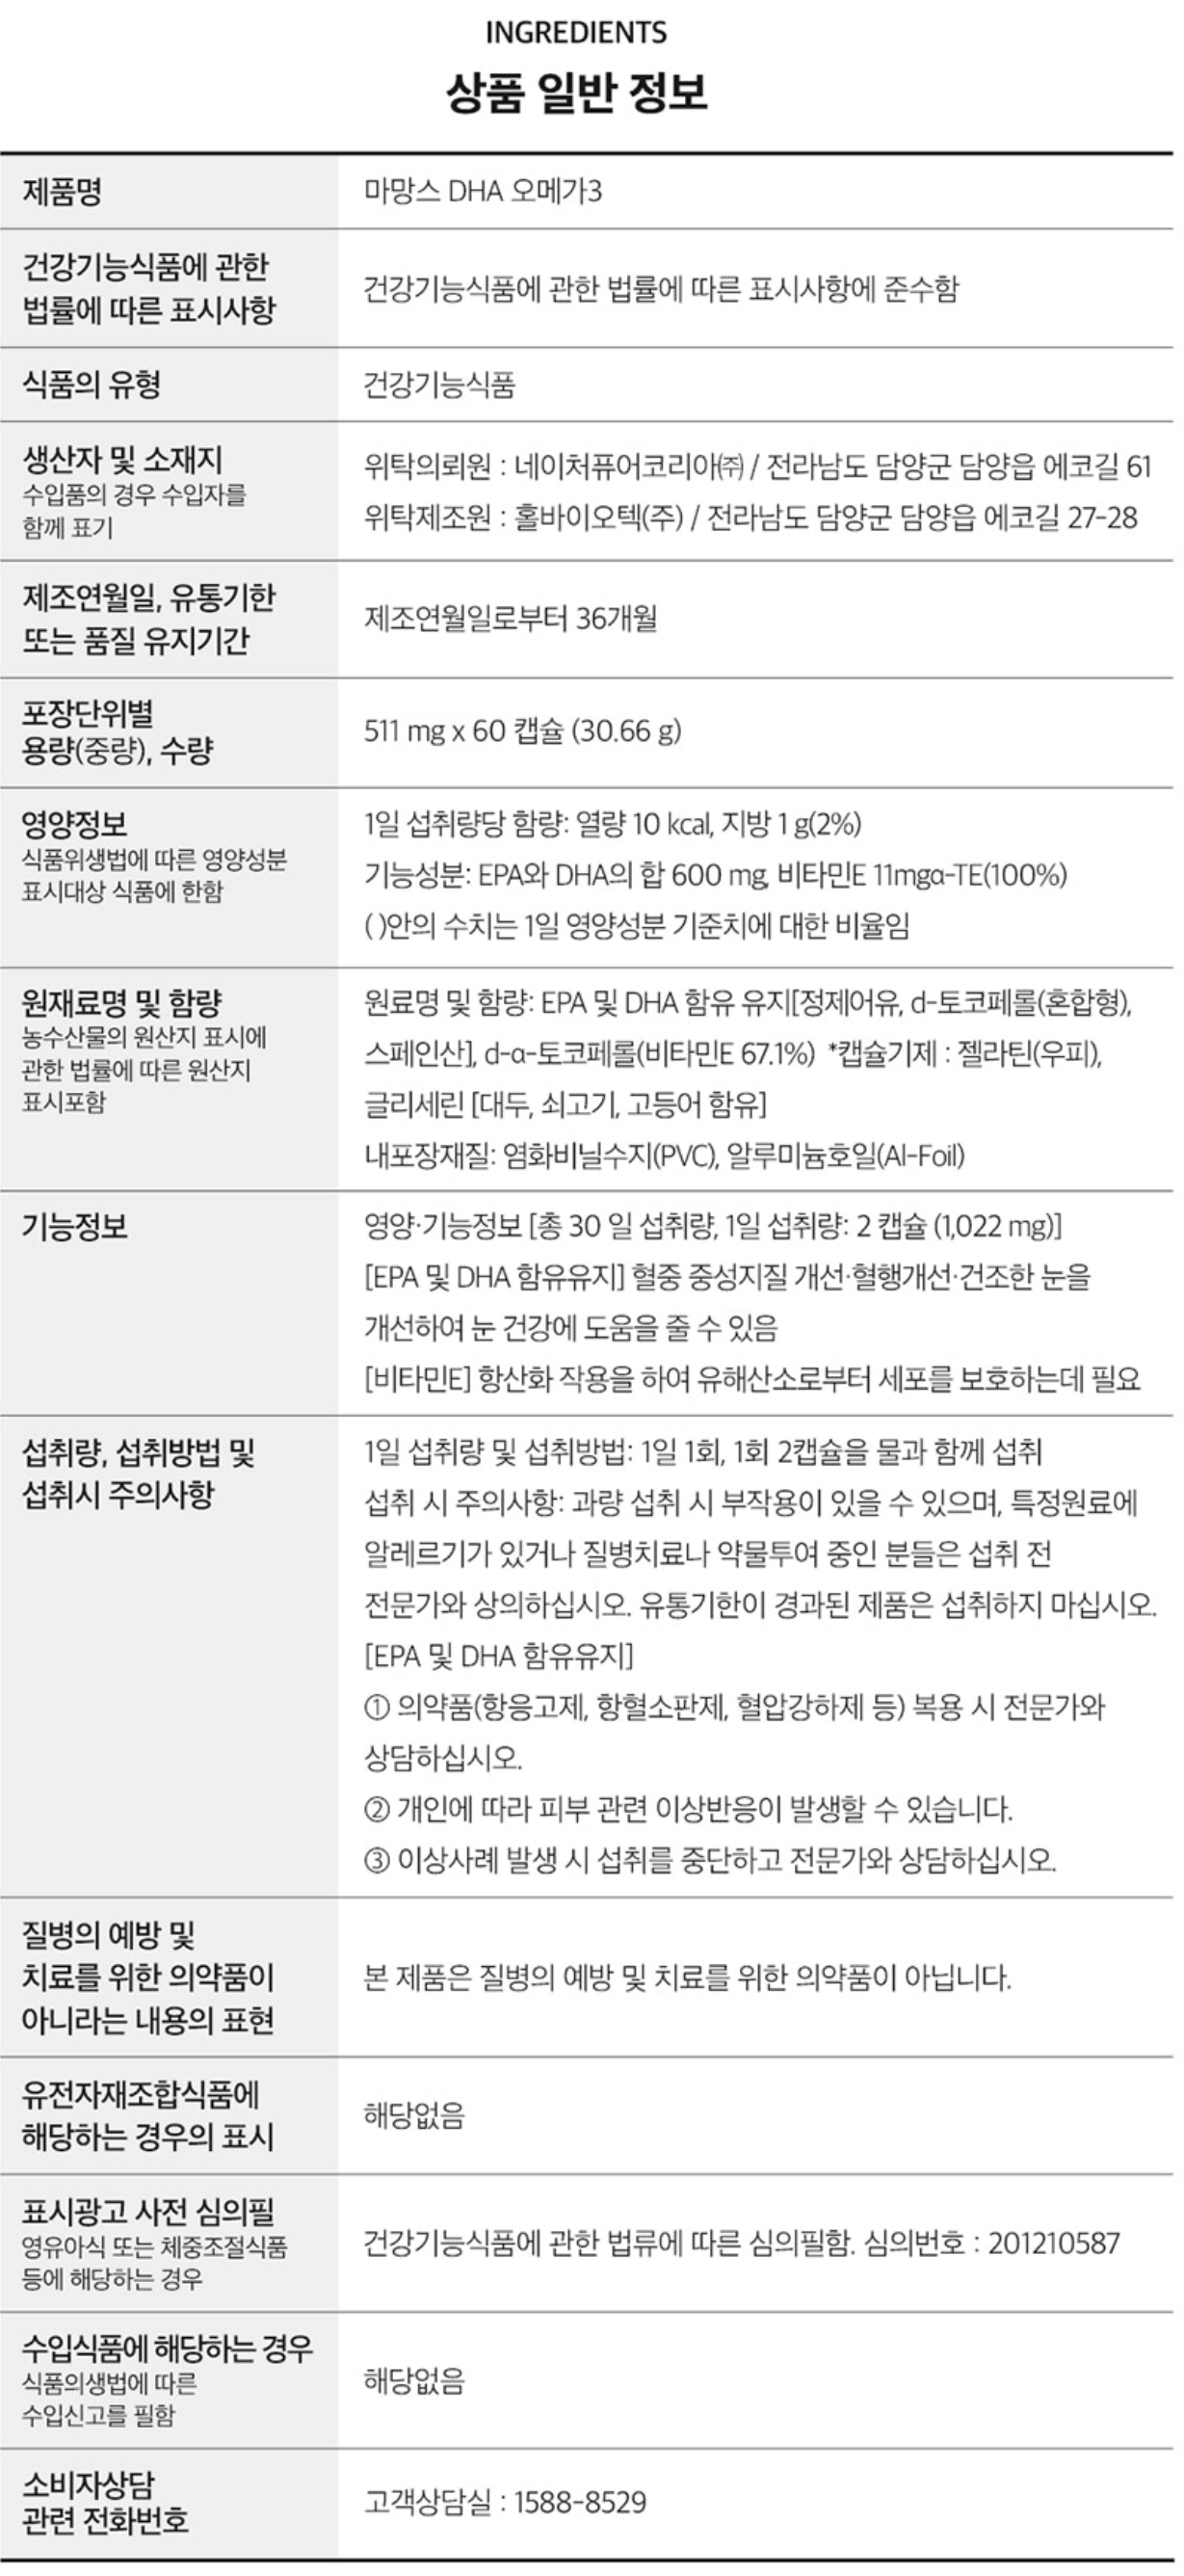 INGREDIENTS
상품 일반 정보
제품명
마망스 DHA 오메가3
건강기능식품에 관한
법률에 따른 표시사항
건강기능식품에 관한 법률에 따른 표시사항에 준수함
식품의 유형
건강기능식품
생산자 및 소재지
수입품의 경우 수입자를
함께 표기
위탁의뢰원 : 네이처퓨어코리아㈜ / 전라남도 담양군 담양읍 에코길 61
위탁제조원 : 홀바이오텍(주) / 전라남도 담양군 담양읍 에코길 27-28
제조연월일, 유통기한
또는 품질 유지기간
제조연월일로부터 36개월
포장단위별
용량(중량), 수량
511 mg x 60 캡슐 (30.66 g)
영양정보
식품위생법에 따른 영양성분
표시대상 식품에 한함
1일 섭취량당 함량: 열량 10 kcal, 지방 1 g(2%)
기능성분: EPA와 DHA의 합 600 mg, 비타민E 11mgα-TE(100%)
( )안의 수치는 1일 영양성분 기준치에 대한 비율임
원재료명 및 함량
농수산물의 원산지 표시에
관한 법률에 따른 원산지
표시포함
원료명 및 함량: EPA 및 DHA 함유 유지[정제어유, d-토코페롤(혼합형),
스페인산], d-α-토코페롤(비타민E 67.1%) *캡슐기제 : 젤라틴(우피),
글리세린 [대두, 쇠고기, 고등어 함유]
내포장재질: 염화비닐수지(PVC), 알루미늄호일(Al-Foil)
기능정보
영양·기능정보 [총 30 일 섭취량, 1일 섭취량: 2 캡슐 (1,022 mg)]
[EPA 및 DHA 함유유지] 혈중 중성지질 개선·혈행개선·건조한 눈을
개선하여 눈 건강에 도움을 줄 수 있음
[비타민E] 항산화 작용을 하여 유해산소로부터 세포를 보호하는데 필요
섭취량, 섭취방법 및
섭취시 주의사항
1일 섭취량 및 섭취방법: 1일 1회, 1회 2캡슐을 물과 함께 섭취
섭취 시 주의사항: 과량 섭취 시 부작용이 있을 수 있으며, 특정원료에
알레르기가 있거나 질병치료나 약물투여 중인 분들은 섭취 전
전문가와 상의하십시오. 유통기한이 경과된 제품은 섭취하지 마십시오.
[EPA 및 DHA 함유유지]
① 의약품(항응고제, 항혈소판제, 혈압강하제 등) 복용 시 전문가와
상담하십시오.
② 개인에 따라 피부 관련 이상반응이 발생할 수 있습니다.
③ 이상사례 발생 시 섭취를 중단하고 전문가와 상담하십시오.
질병의 예방 및
치료를 위한 의약품이
아니라는 내용의 표현
본 제품은 질병의 예방 및 치료를 위한 의약품이 아닙니다.
유전자재조합식품에
해당하는 경우의 표시
해당없음
표시광고 사전 심의필
영유아식 또는 체중조절식품
등에 해당하는 경우
건강기능식품에 관한 법류에 따른 심의필함. 심의번호 : 201210587
수입식품에 해당하는 경우
식품의생법에 따른
수입신고를 필함
해당없음
소비자상담
관련 전화번호
고객상담실 : 1588-8529